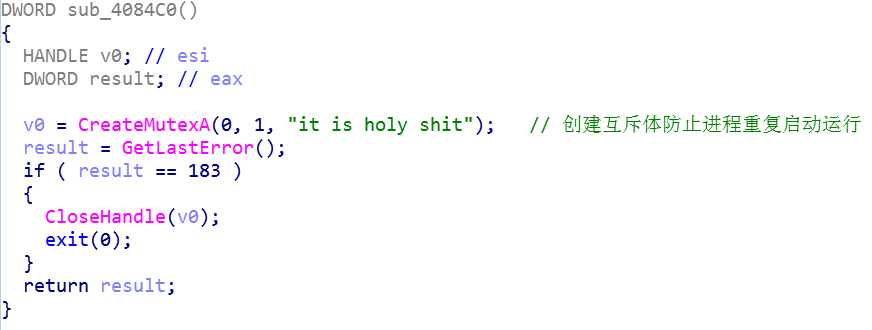 DWORD sub_4084C0()
{
HANDLE v0; // esi
DWORD result; // eax
v0 = CreateMutexA(0, 1, "it is holy shit"); // 创建互斥体防止进程重复启动运行
result = GetLastError();
if ( result == 183 )
{
CloseHandle(v0);
exit(0);
}
return result;
}